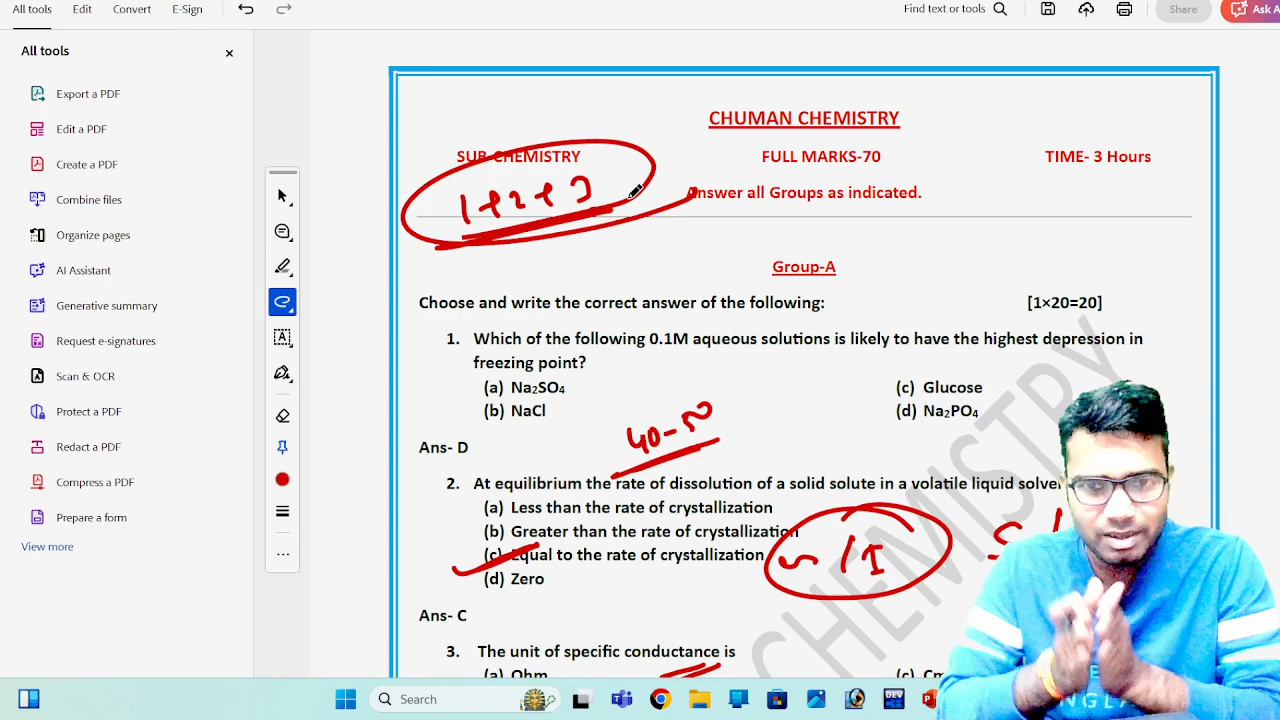 All tools Edit Convert E-Sign Find text or tools Share Ask A
All tools
Export a PDF
Edit a PDF
Create a PDF
Combine files
Organize pages
AI Assistant
Generative summary
Request e-signatures
Scan & OCR
Protect a PDF
Redact a PDF
Compress a PDF
Prepare a form
View more
CHUMAN CHEMISTRY
SUB-CHEMISTRY FULL MARKS-70 TIME- 3 Hours
1+2+3
Answer all Groups as indicated.
Group-A
Choose and write the correct answer of the following: [1×20=20]
1. Which of the following 0.1M aqueous solutions is likely to have the highest depression in
freezing point?
(a) Na₂SO₄ (c) Glucose
(b) NaCl (d) Na₂PO₄
40-50
Ans- D
2. At equilibrium the rate of dissolution of a solid solute in a volatile liquid
(a) Less than the rate of crystallization
(b) Greater than the rate of crystallization
(c) Equal to the rate of crystallization
(d) Zero
Ans- C
3. The unit of specific conductance is
(a) Ohm
CHEMISTRY
Search
DEV